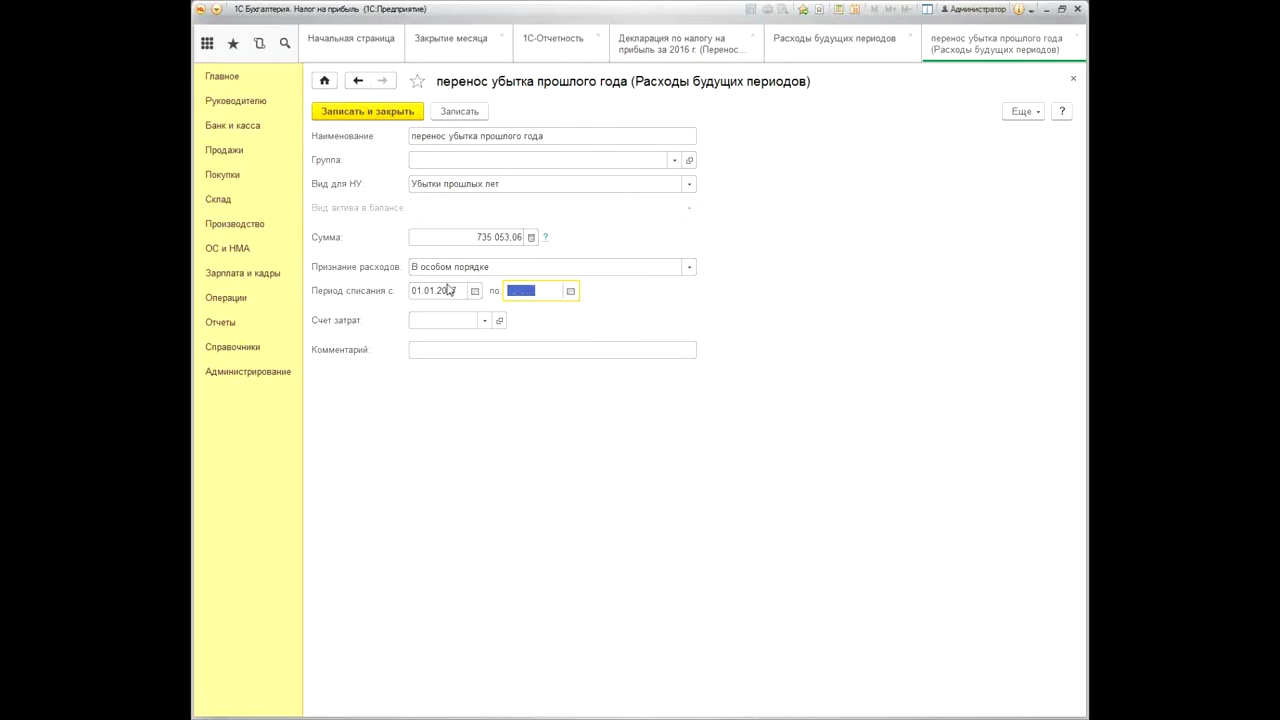 1С Бухгалтерия. Налог на прибыль (1С:Предприятие)
M M+ M- Администратор
Начальная страница
Закрытие месяца
1С-Отчетность
Декларация по налогу на
прибыль за 2016 г. (Перенос...
Расходы будущих периодов
перенос убытка прошлого года
(Расходы будущих периодов)
Главное
Руководителю
Банк и касса
Продажи
Покупки
Склад
Производство
ОС и НМА
Зарплата и кадры
Операции
Отчеты
Справочники
Администрирование
перенос убытка прошлого года (Расходы будущих периодов)
Записать и закрыть Записать Еще ?
Наименование: перенос убытка прошлого года
Группа:
Вид для НУ: Убытки прошлых лет
Вид актива в балансе:
Сумма: 735 053,06 ?
Признание расходов: В особом порядке
Период списания с: 01.01.2017 по . .
Счет затрат:
Комментарий: